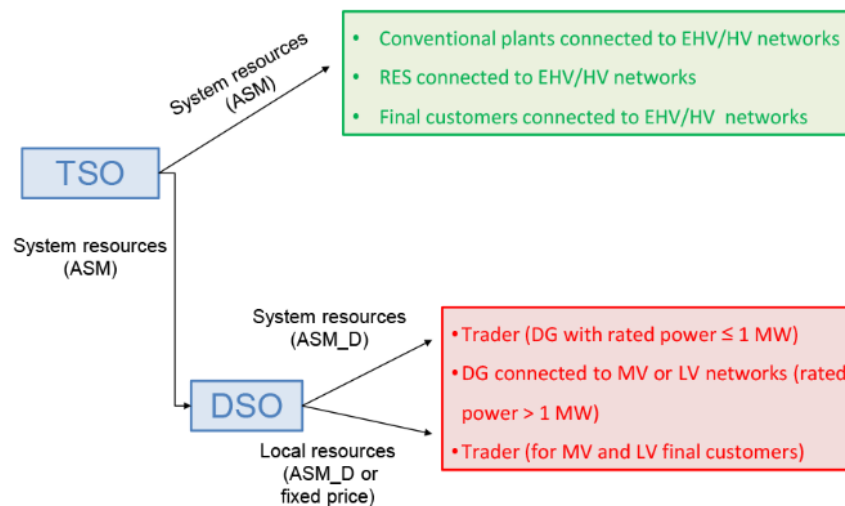 System resources
(ASM)
• Conventional plants connected to EHV/HV networks
• RES connected to EHV/HV networks
• Final customers connected to EHV/HV networks
TSO
System resources
(ASM)
System resources
(ASM_D)
• Trader (DG with rated power ≤ 1 MW)
• DG connected to MV or LV networks (rated
power > 1 MW)
• Trader (for MV and LV final customers)
DSO
Local resources
(ASM_D or
fixed price)